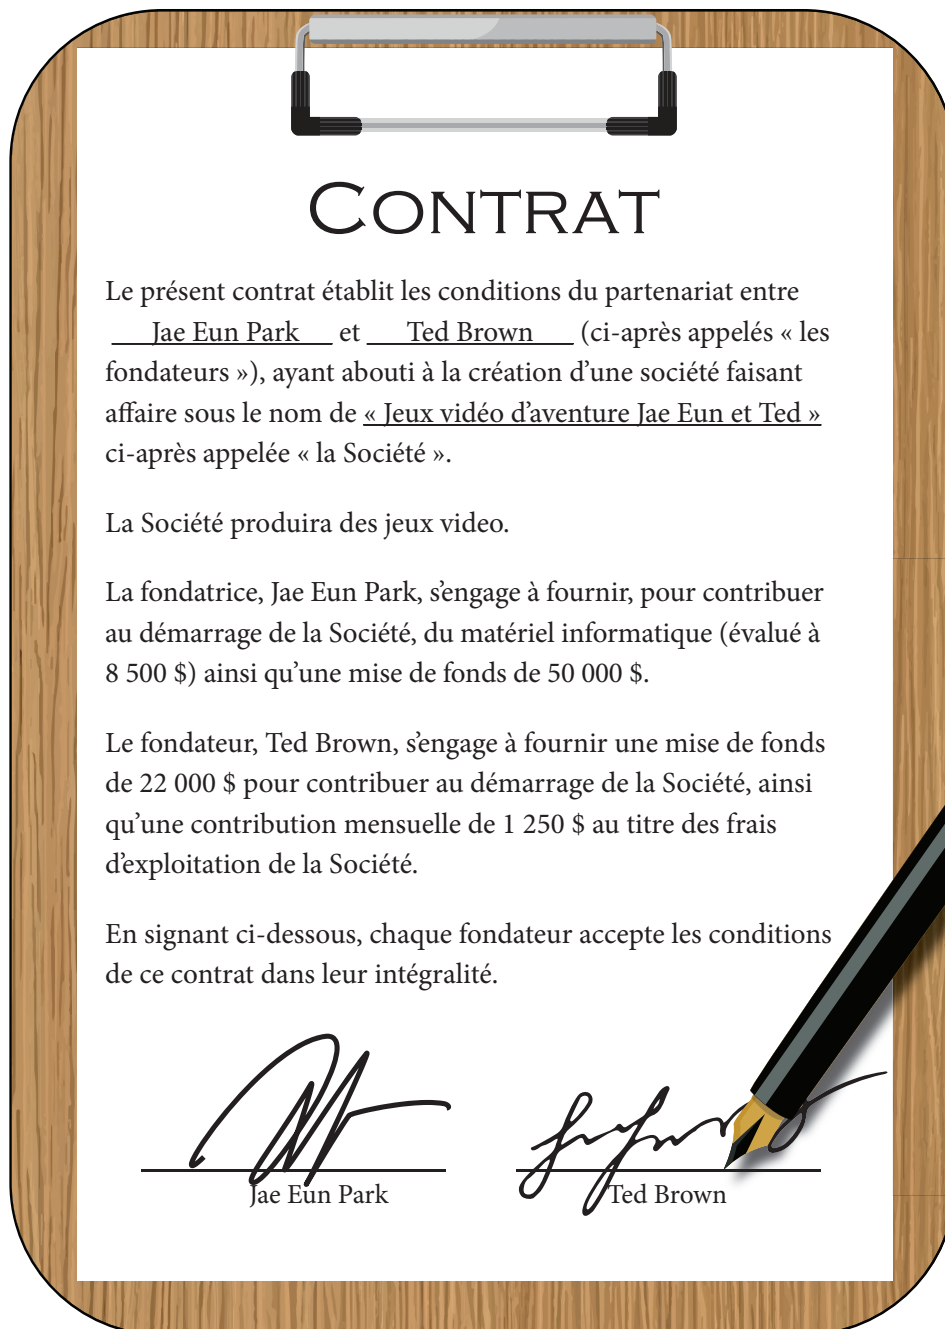 CONTRAT
Le présent contrat établit les conditions du partenariat entre
Jae Eun Park et Ted Brown (ci-après appelés « les
fondateurs »), ayant abouti à la création d’une société faisant
affaire sous le nom de « Jeux vidéo d’aventure Jae Eun et Ted »
ci-après appelée « la Société ».
La Société produira des jeux video.
La fondatrice, Jae Eun Park, s’engage à fournir, pour contribuer
au démarrage de la Société, du matériel informatique (évalué à
8 500 $) ainsi qu’une mise de fonds de 50 000 $.
Le fondateur, Ted Brown, s’engage à fournir une mise de fonds
de 22 000 $ pour contribuer au démarrage de la Société, ainsi
qu’une contribution mensuelle de 1 250 $ au titre des frais
d’exploitation de la Société.
En signant ci-dessous, chaque fondateur accepte les conditions
de ce contrat dans leur intégralité.
Jae Eun Park Ted Brown